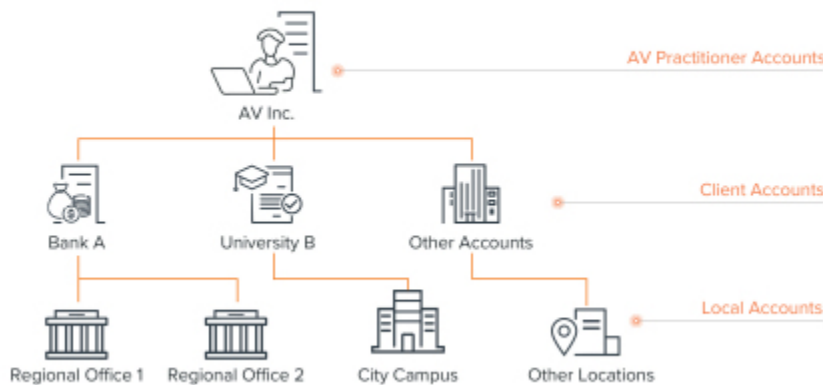 AV Practitioner Accounts
AV Inc.
Client Accounts
Bank A
University B
Other Accounts
Local Accounts
Regional Office 1
Regional Office 2
City Campus
Other Locations